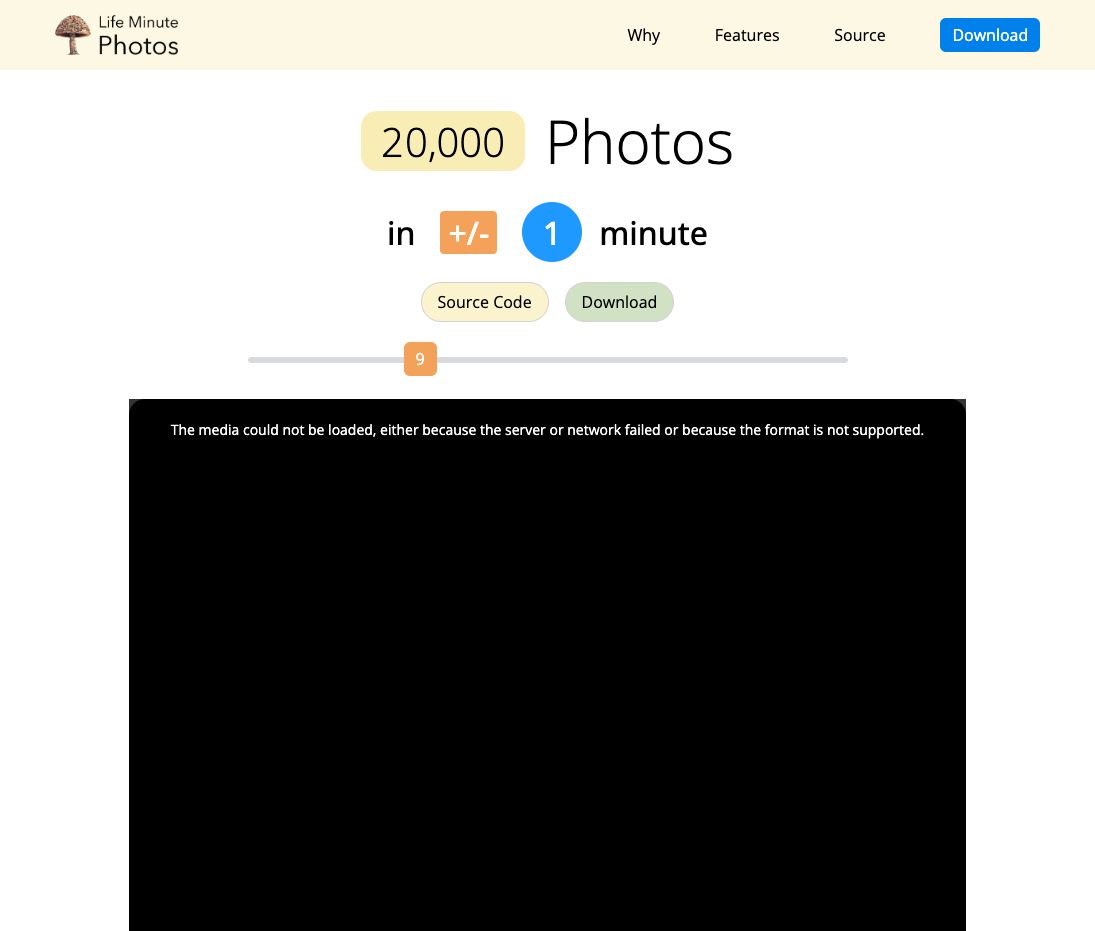 Life Minute
Photos
Why
Features
Source
Download
20,000 Photos
in +/- 1 minute
Source Code
Download
9
The media could not be loaded, either because the server or network failed or because the format is not supported.